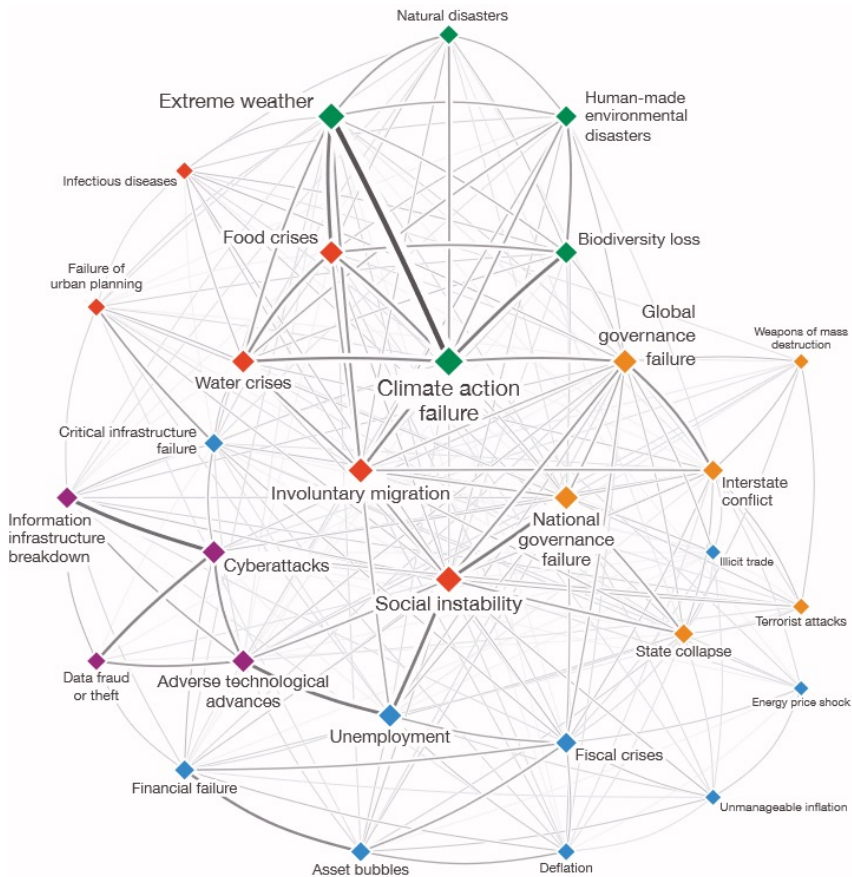 Natural disasters
Extreme weather
Human-made
environmental
disasters
Infectious diseases
Food crises
Biodiversity loss
Failure of
urban planning
Global
governance
failure
Weapons of mass
destruction
Water crises
Climate action
failure
Critical infrastructure
failure
Involuntary migration
Interstate
conflict
Information
infrastructure
breakdown
National
governance
failure
Cyberattacks
Illicit trade
Social instability
Terrorist attacks
State collapse
Data fraud
or theft
Adverse technological
advances
Energy price shock
Unemployment
Fiscal crises
Financial failure
Unmanageable inflation
Asset bubbles
Deflation